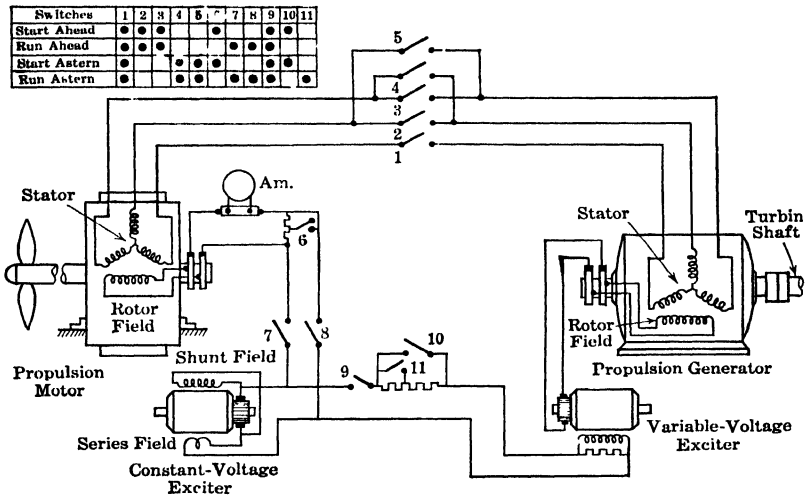 Switches 1 2 3 4 5 6 7 8 9 10 11
Start Ahead
Run Ahead
Start Astern
Run Astern
5
4
3
2
1
Am.
Stator
6
Rotor
Field
7
8
Propulsion
Motor
Shunt Field
9
10
11
Series Field
Constant-Voltage
Exciter
Stator
Turbin
Shaft
Rotor
Field
Propulsion Generator
Variable-Voltage
Exciter